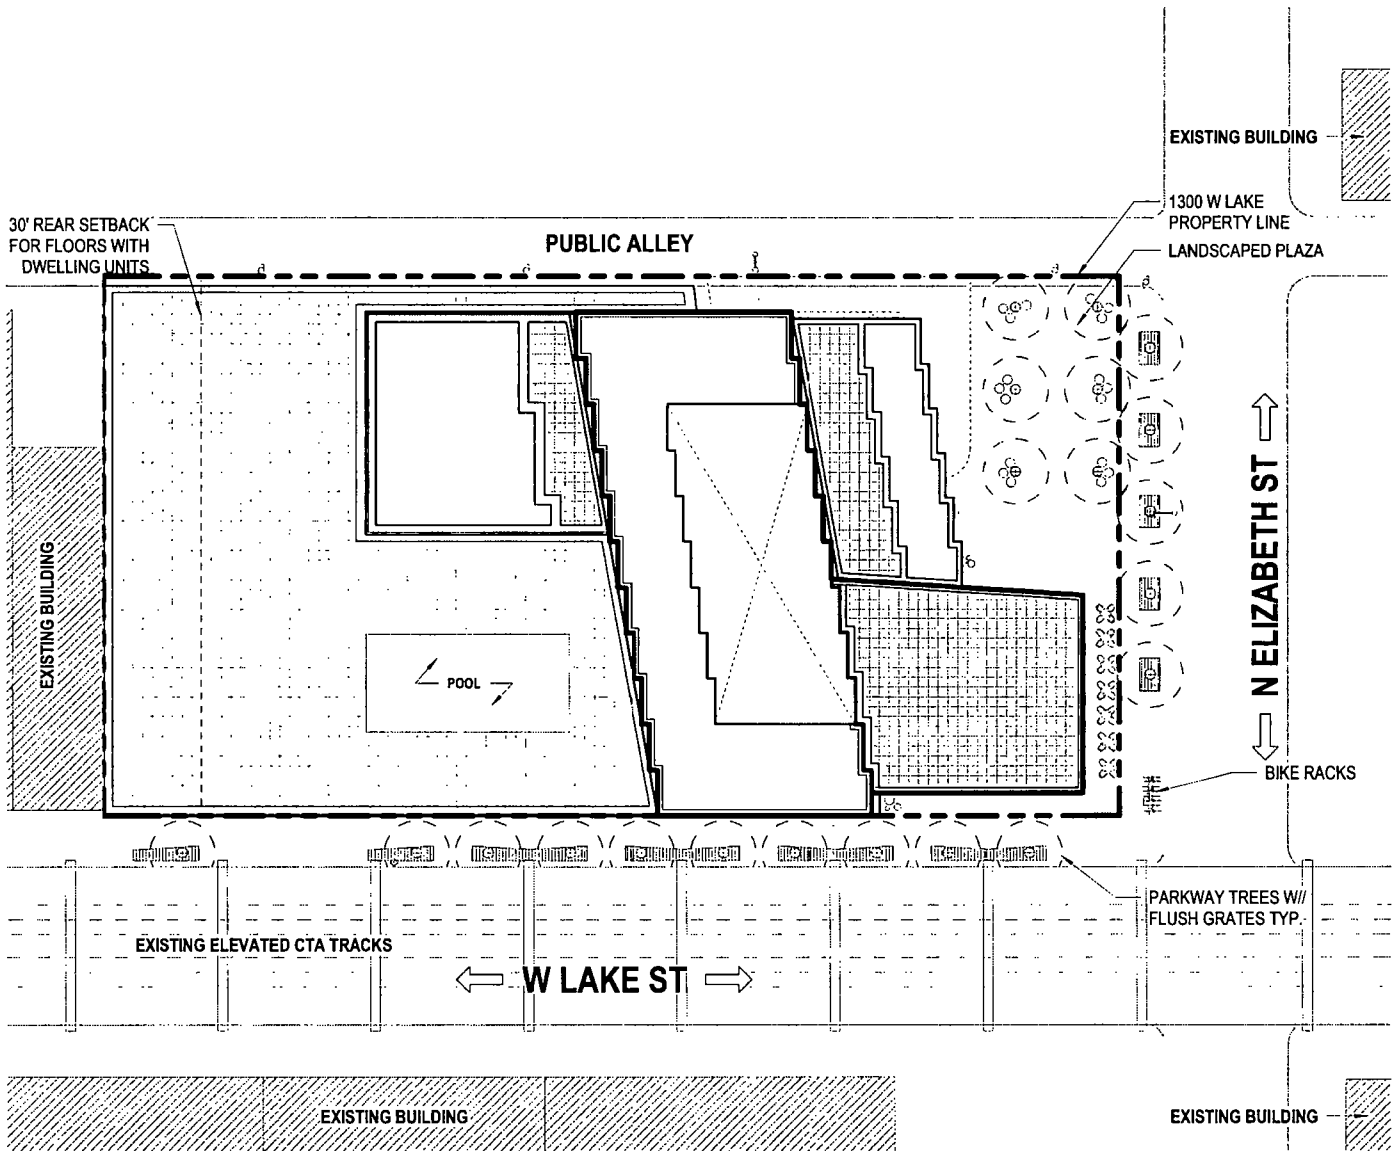 EXISTING BUILDING
1300 W LAKE
PROPERTY LINE
30' REAR SETBACK
FOR FLOORS WITH
DWELLING UNITS
PUBLIC ALLEY
LANDSCAPED PLAZA
EXISTING BUILDING
N ELIZABETH ST
POOL
BIKE RACKS
PARKWAY TREES W//
FLUSH GRATES TYP.
EXISTING ELEVATED CTA TRACKS
W LAKE ST
EXISTING BUILDING
EXISTING BUILDING